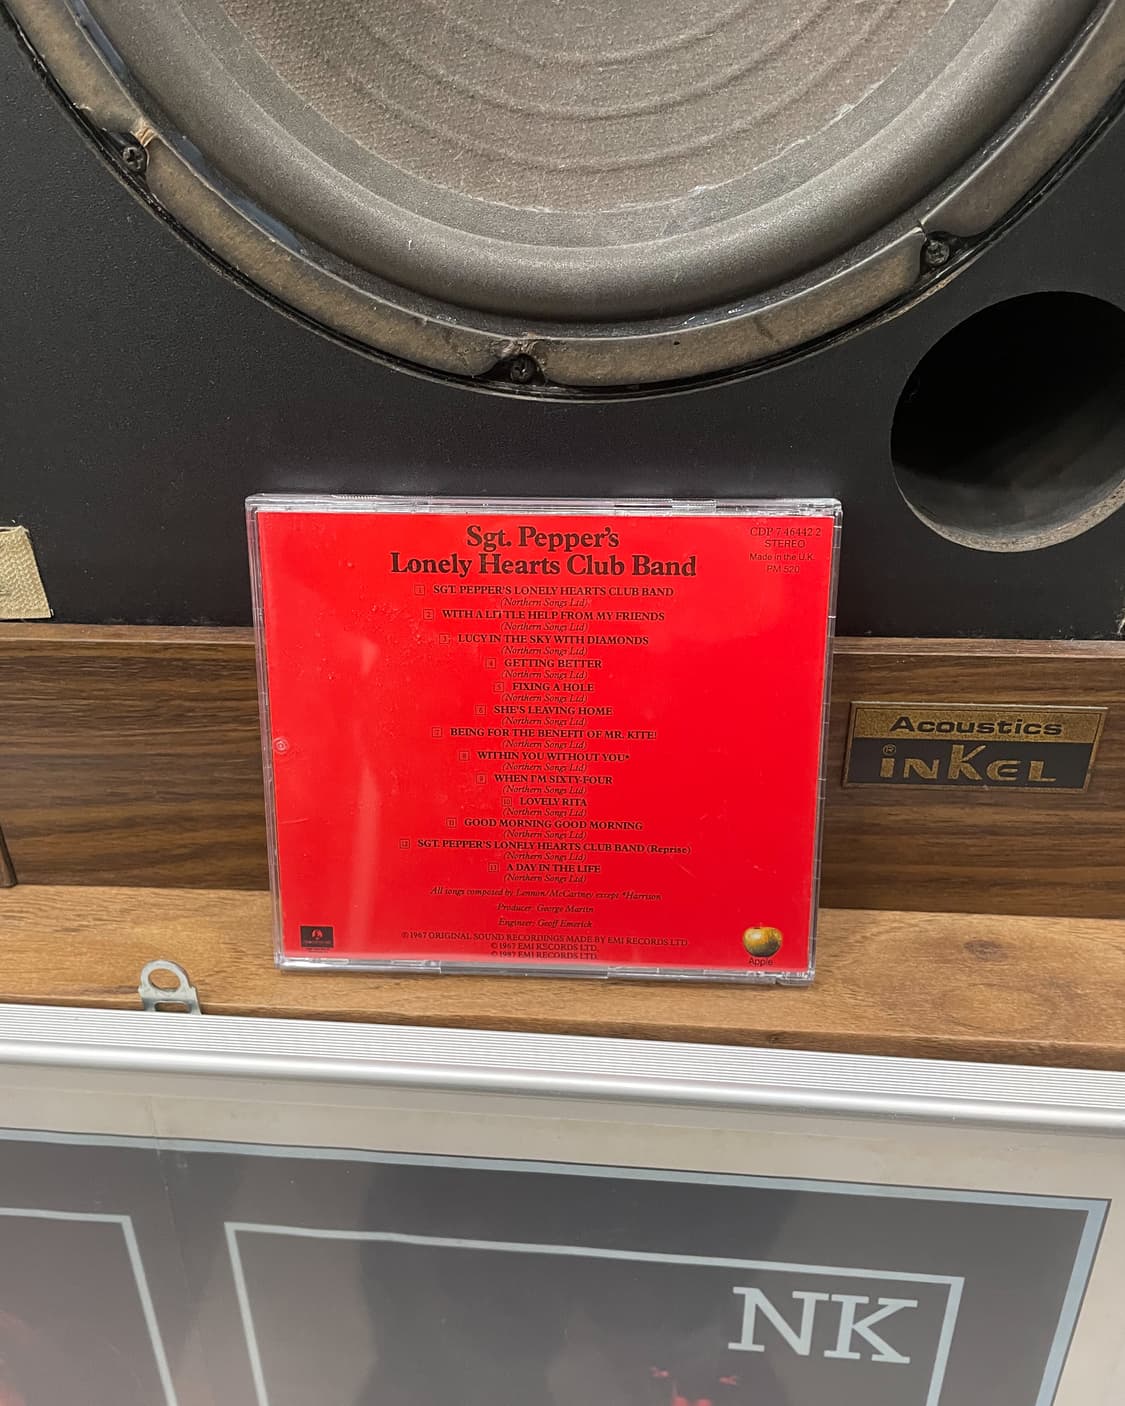 Sgt. Pepper's
Lonely Hearts Club Band
CDP 7 46442 2
STEREO
Made in the U.K.
PM 520
1 SGT. PEPPER'S LONELY HEARTS CLUB BAND
(Northern Songs Ltd)
2 WITH A LITTLE HELP FROM MY FRIENDS
(Northern Songs Ltd)
3 LUCY IN THE SKY WITH DIAMONDS
(Northern Songs Ltd)
4 GETTING BETTER
(Northern Songs Ltd)
5 FIXING A HOLE
(Northern Songs Ltd)
6 SHE'S LEAVING HOME
(Northern Songs Ltd)
7 BEING FOR THE BENEFIT OF MR. KITE!
(Northern Songs Ltd)
8 WITHIN YOU WITHOUT YOU*
(Northern Songs Ltd)
9 WHEN I'M SIXTY-FOUR
(Northern Songs Ltd)
10 LOVELY RITA
(Northern Songs Ltd)
11 GOOD MORNING GOOD MORNING
(Northern Songs Ltd)
12 SGT. PEPPER'S LONELY HEARTS CLUB BAND (Reprise)
(Northern Songs Ltd)
13 A DAY IN THE LIFE
(Northern Songs Ltd)
All songs composed by Lennon/McCartney except *Harrison
Producer: George Martin
Engineer: Geoff Emerick
℗ 1967 ORIGINAL SOUND RECORDINGS MADE BY EMI RECORDS LTD.
© 1967 EMI RECORDS LTD.
© 1987 EMI RECORDS LTD.
Apple
Acoustics
® iNKEL
NK